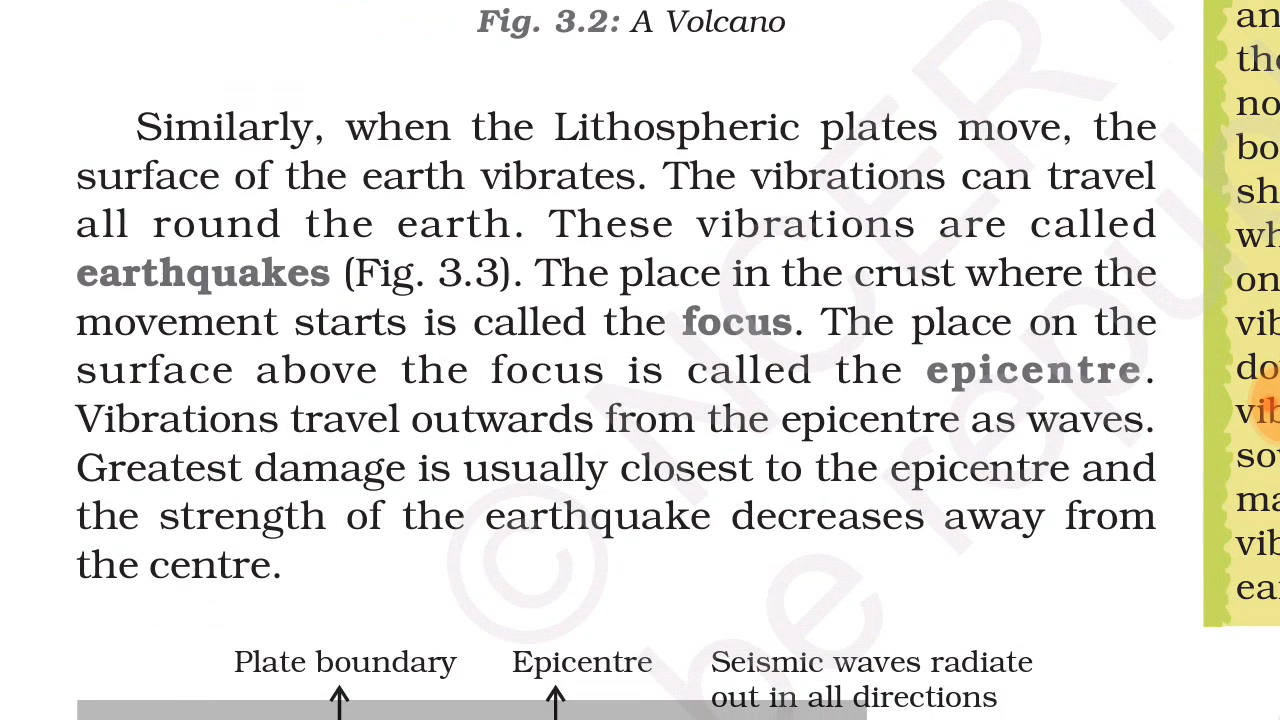 Fig. 3.2: A Volcano
Similarly, when the Lithospheric plates move, the
surface of the earth vibrates. The vibrations can travel
all round the earth. These vibrations are called
earthquakes (Fig. 3.3). The place in the crust where the
movement starts is called the focus. The place on the
surface above the focus is called the epicentre.
Vibrations travel outwards from the epicentre as waves.
Greatest damage is usually closest to the epicentre and
the strength of the earthquake decreases away from
the centre.
Plate boundary
Epicentre
Seismic waves radiate
out in all directions
© NCERT
be repu